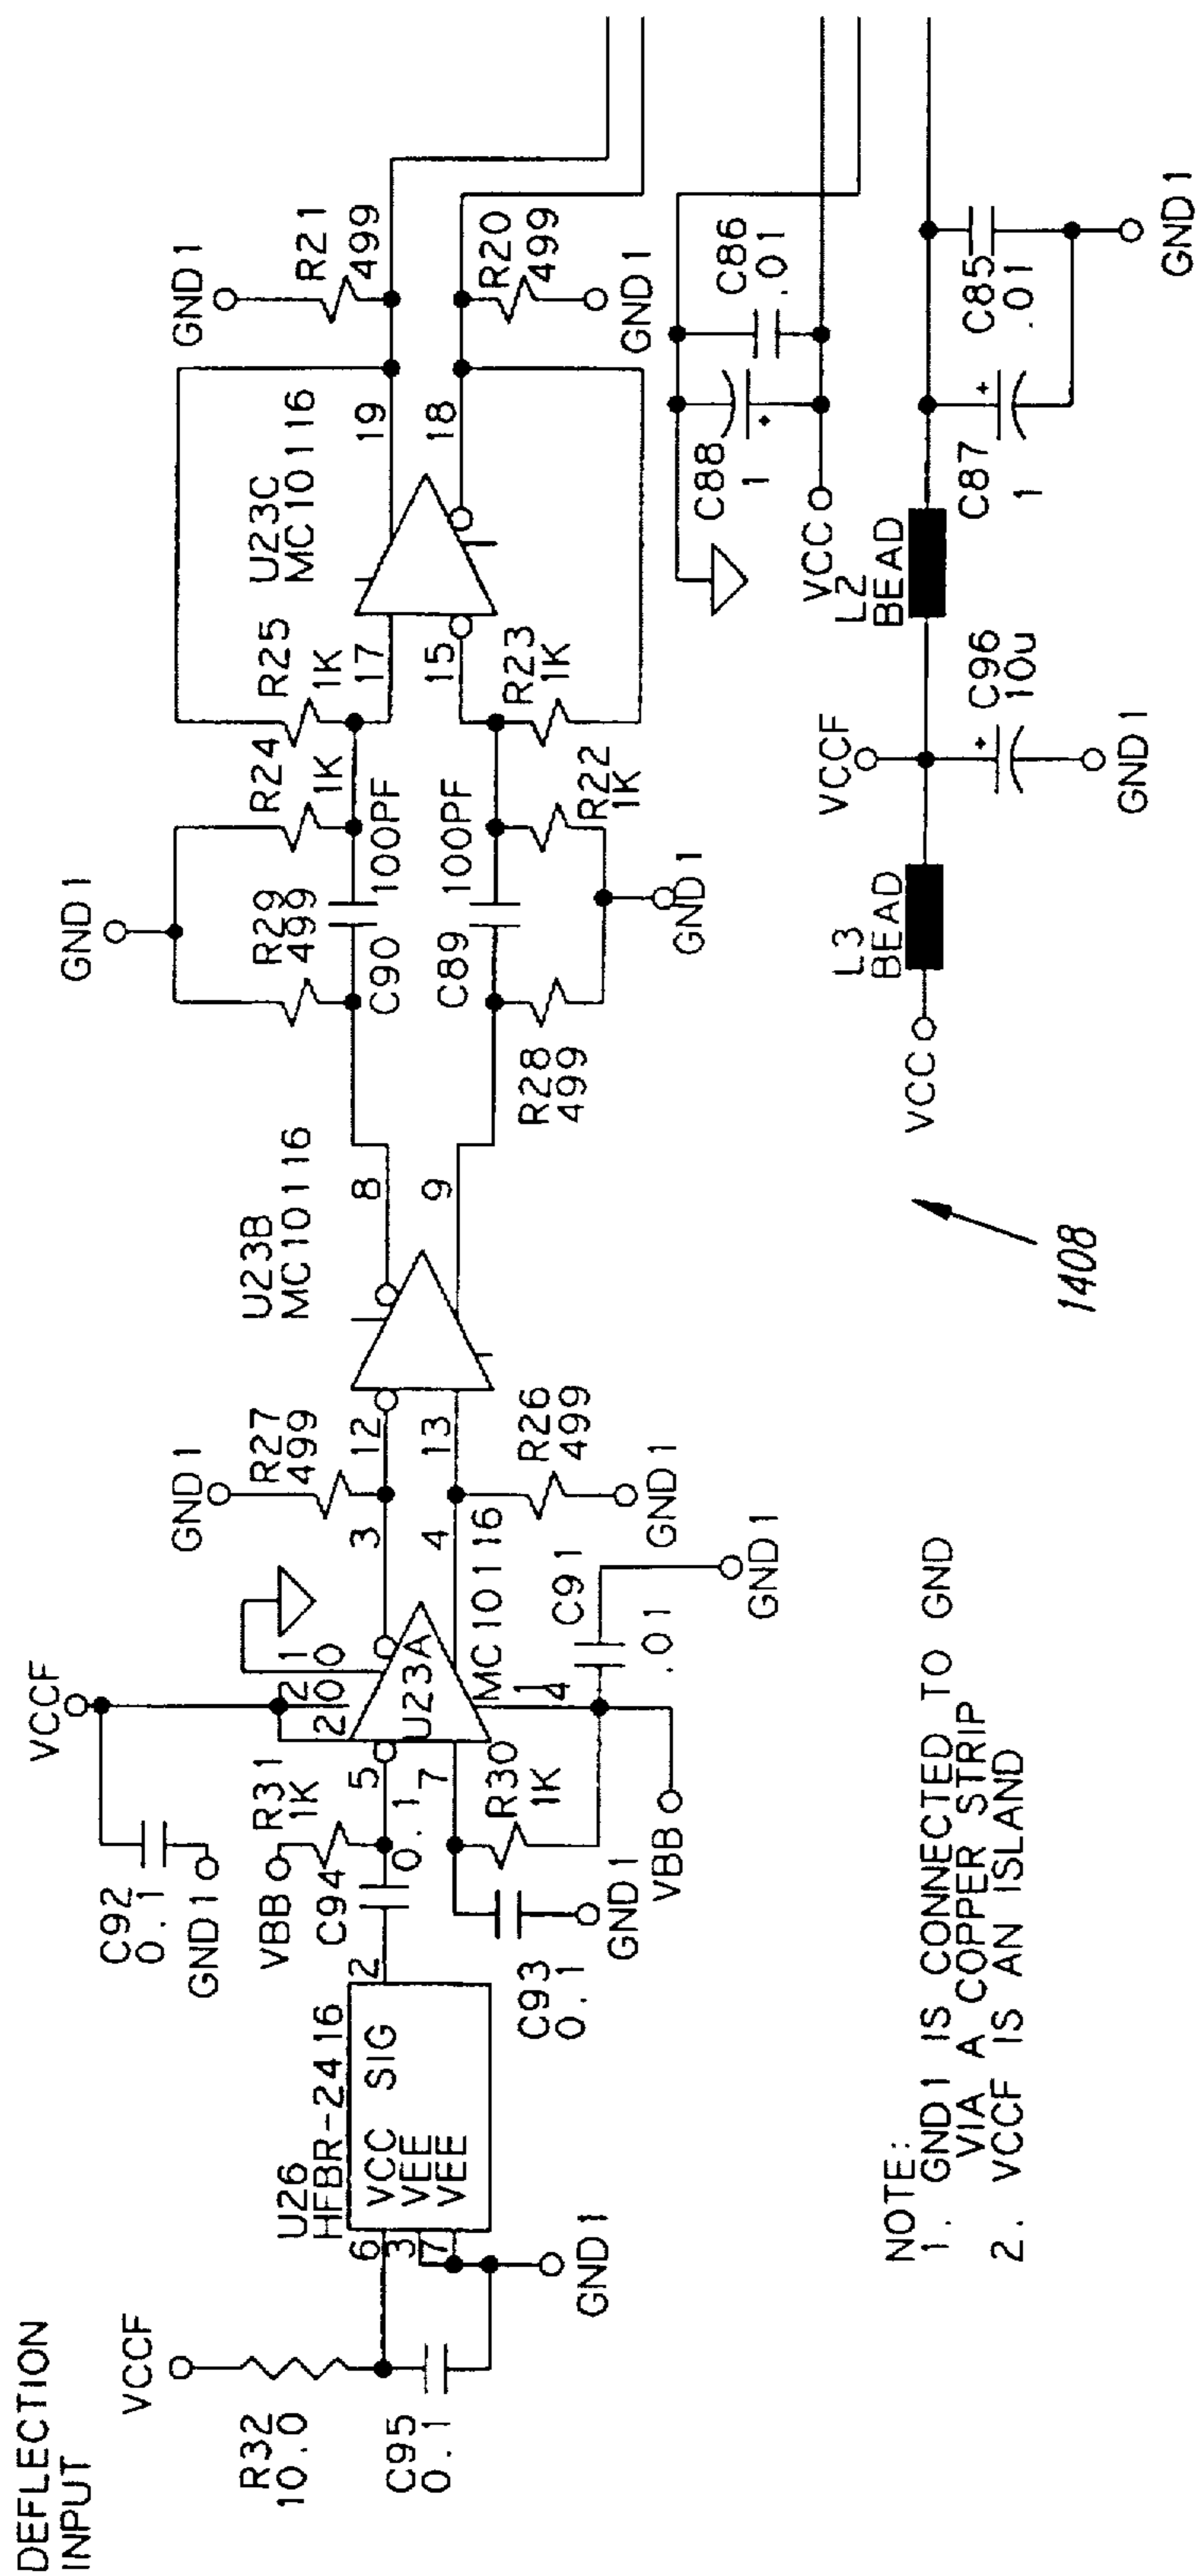 DEFLECTION
INPUT
VCCF
R32
10.0
C95
0.1
U26
HFBR-2416
6
3
7
VCC
VEE
VEE
SIG
2
GND1
C92
0.1
GND1
VCCF
VBB
C94
0.1
R31
1K
5
7
C93
0.1
GND1
R30
1K
VBB
2
20
10
U23A
MC10116
14
C91
.01
GND1
3
4
GND1
R27
499
12
13
R26
499
GND1
U23B
MC10116
8
9
GND1
R29
499
C90
100PF
C89
100PF
R28
499
R24
1K
R22
1K
GND1
R25
1K
17
15
R23
1K
U23C
MC10116
19
18
GND1
R21
499
R20
499
GND1
C88
1
C86
.01
VCC
VCC
L3
BEAD
VCCF
C96
10u
GND1
L2
BEAD
C87
1
C85
.01
GND1
1408
NOTE:
1. GND1 IS CONNECTED TO GND
VIA A COPPER STRIP
2. VCCF IS AN ISLAND